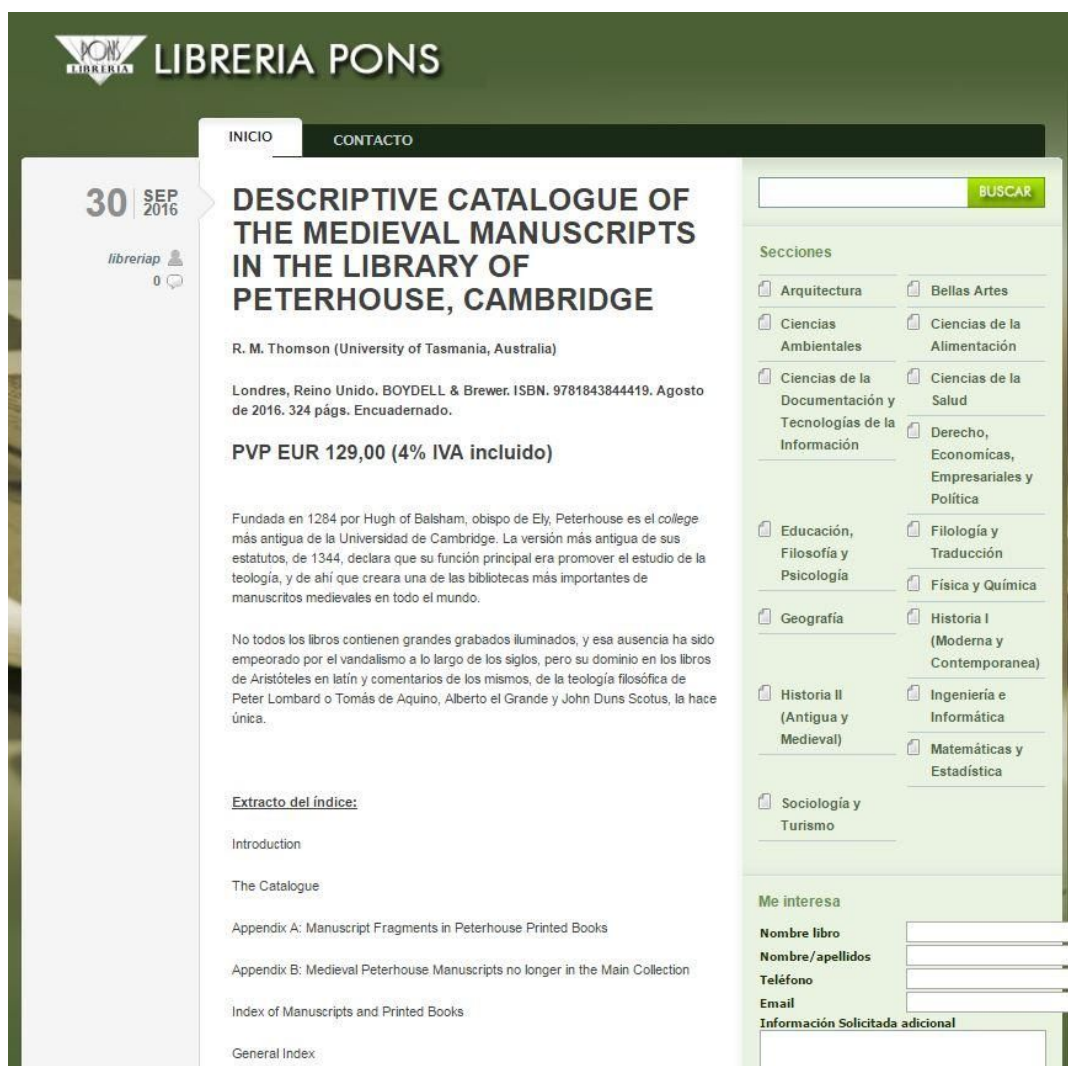 PONS
LIBRERIA
LIBRERIA PONS
INICIO
CONTACTO
30
SEP
2016
libreriap
0
DESCRIPTIVE CATALOGUE OF
THE MEDIEVAL MANUSCRIPTS
IN THE LIBRARY OF
PETERHOUSE, CAMBRIDGE
R. M. Thomson (University of Tasmania, Australia)
Londres, Reino Unido. BOYDELL & Brewer. ISBN. 9781843844419. Agosto
de 2016. 324 págs. Encuadernado.
PVP EUR 129,00 (4% IVA incluido)
Fundada en 1284 por Hugh of Balsham, obispo de Ely, Peterhouse es el college
más antigua de la Universidad de Cambridge. La versión más antigua de sus
estatutos, de 1344, declara que su función principal era promover el estudio de la
teología, y de ahí que creara una de las bibliotecas más importantes de
manuscritos medievales en todo el mundo.
No todos los libros contienen grandes grabados iluminados, y esa ausencia ha sido
empeorado por el vandalismo a lo largo de los siglos, pero su dominio en los libros
de Aristóteles en latín y comentarios de los mismos, de la teología filosófica de
Peter Lombard o Tomás de Aquino, Alberto el Grande y John Duns Scotus, la hace
única.
Extracto del índice:
Introduction
The Catalogue
Appendix A: Manuscript Fragments in Peterhouse Printed Books
Appendix B: Medieval Peterhouse Manuscripts no longer in the Main Collection
Index of Manuscripts and Printed Books
General Index
BUSCAR
Secciones
Arquitectura
Bellas Artes
Ciencias
Ambientales
Ciencias de la
Alimentación
Ciencias de la
Documentación y
Tecnologías de la
Información
Ciencias de la
Salud
Derecho,
Economícas,
Empresariales y
Política
Educación,
Filosofía y
Psicología
Filología y
Traducción
Física y Química
Geografía
Historia I
(Moderna y
Contemporanea)
Historia II
(Antigua y
Medieval)
Ingeniería e
Informática
Matemáticas y
Estadística
Sociología y
Turismo
Me interesa
Nombre libro
Nombre/apellidos
Teléfono
Email
Información Solicitada adicional